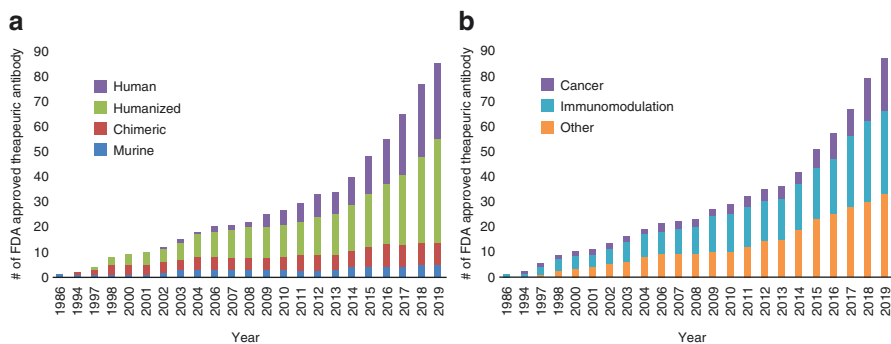 a
# of FDA approved theapeuric antibody
90
80
70
60
50
40
30
20
10
0
Human
Humanized
Chimeric
Murine
1986 1994 1997 1998 2000 2001 2002 2003 2004 2006 2007 2008 2009 2010 2011 2012 2013 2014 2015 2016 2017 2018 2019
Year
b
# of FDA approved theapeuric antibody
90
80
70
60
50
40
30
20
10
0
Cancer
Immunomodulation
Other
1986 1994 1997 1998 2000 2001 2002 2003 2004 2006 2007 2008 2009 2010 2011 2012 2013 2014 2015 2016 2017 2018 2019
Year